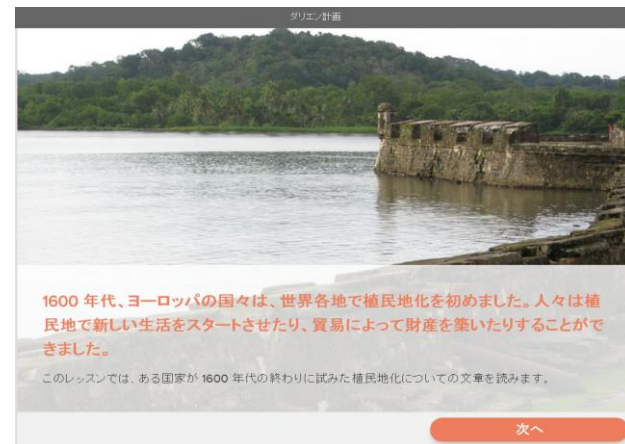 ダリエン計画
1600 年代、ヨーロッパの国々は、世界各地で植民地化を初めました。人々は植
民地で新しい生活をスタートさせたり、貿易によって財産を築いたりすることがで
きました。
このレッスンでは、ある国家が 1600 年代の終わりに試みた植民地化についての文章を読みます。
次へ